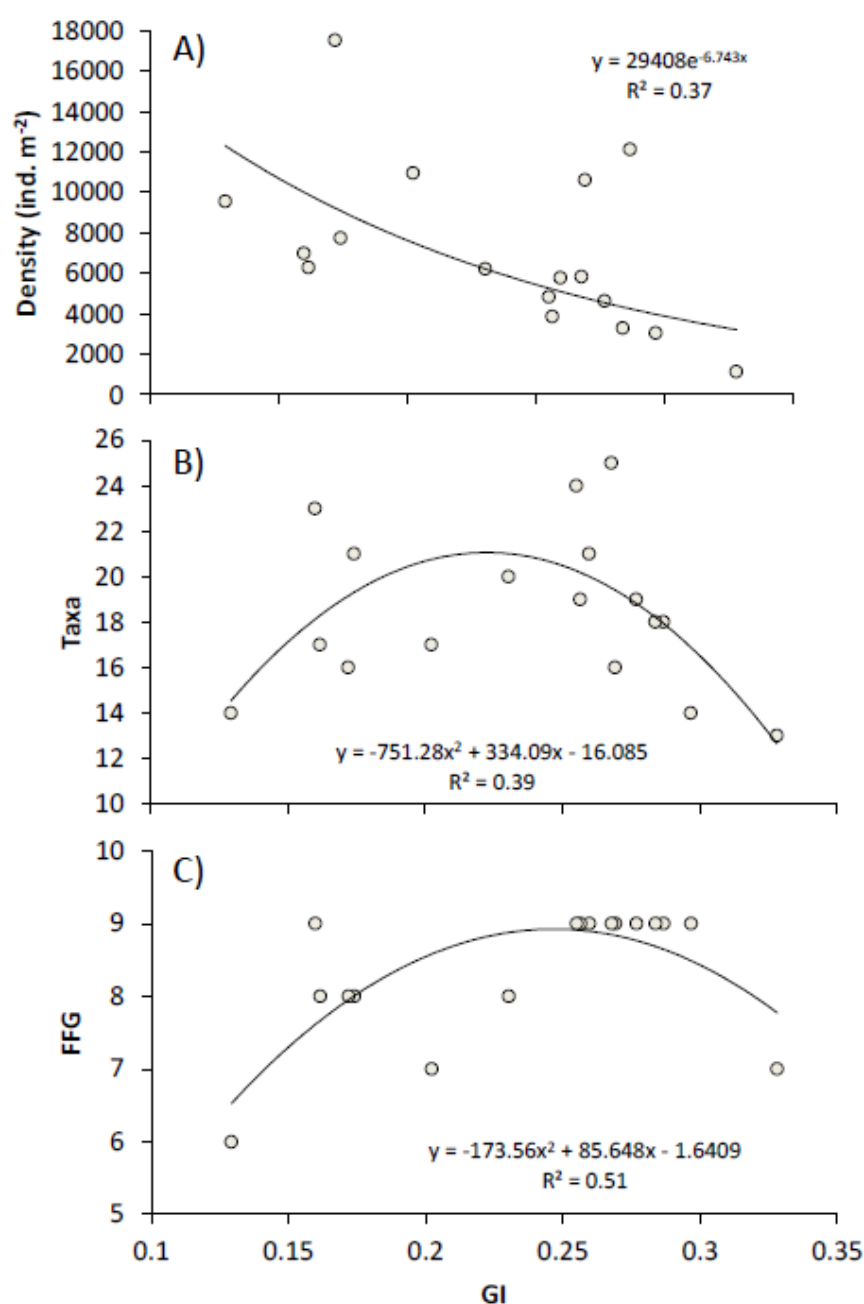 A)
y = 29408e^-6.743x
R² = 0.37
Density (ind. m⁻²)
18000
16000
14000
12000
10000
8000
6000
4000
2000
0
B)
Taxa
26
24
22
20
18
16
14
12
10
y = -751.28x² + 334.09x - 16.085
R² = 0.39
C)
FFG
10
9
8
7
6
5
y = -173.56x² + 85.648x - 1.6409
R² = 0.51
0.1 0.15 0.2 0.25 0.3 0.35
GI